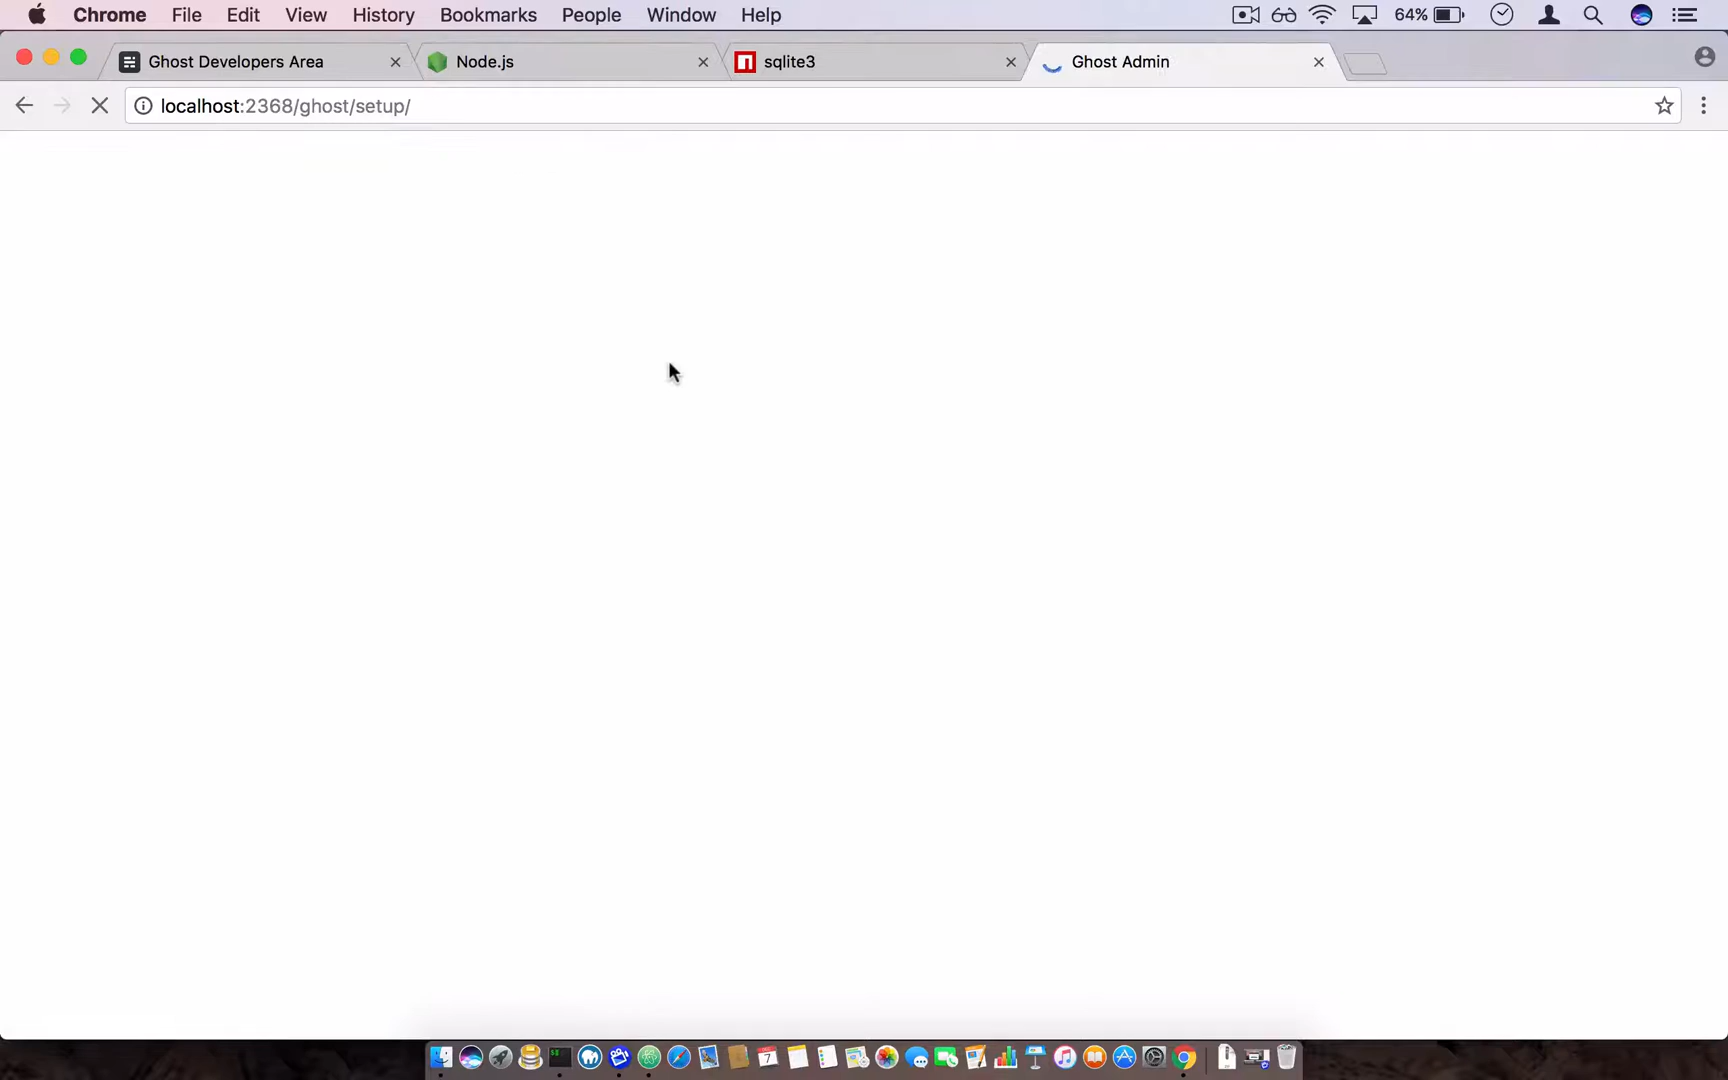 Chrome File Edit View History Bookmarks People Window Help 64%
Ghost Developers Area Node.js sqlite3 Ghost Admin
localhost:2368/ghost/setup/
7